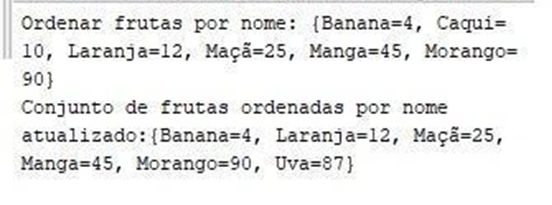 Ordenar frutas por nome: {Banana=4, Caqui=
10, Laranja=12, Maçã=25, Manga=45, Morango=
90}
Conjunto de frutas ordenadas por nome
atualizado:{Banana=4, Laranja=12, Maçã=25,
Manga=45, Morango=90, Uva=87}